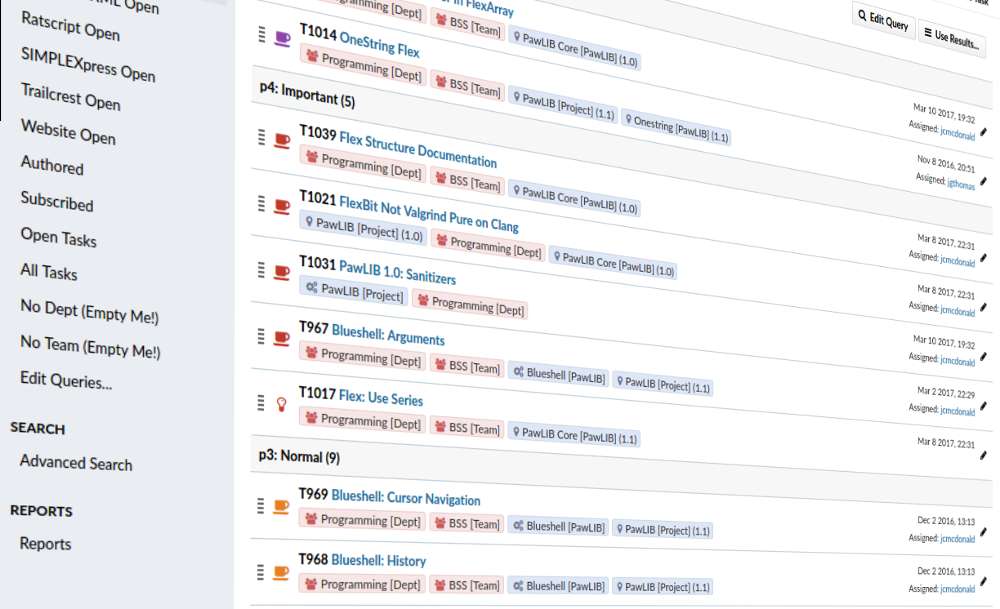 Open
Ratscript Open
SIMPLEXpress Open
Trailcrest Open
Website Open
Authored
Subscribed
Open Tasks
All Tasks
No Dept (Empty Me!)
No Team (Empty Me!)
Edit Queries...
SEARCH
Advanced Search
REPORTS
Reports
Edit Query
Use Results...
in FlexArray
[Dept] BSS [Team] PawLIB Core [PawLIB] (1.0)
Mar 10 2017, 19:32
Assigned: jcmcdonald
T1014 OneString Flex
Programming [Dept] BSS [Team] PawLIB [Project] (1.1) Onestring [PawLIB] (1.1)
Nov 8 2016, 20:51
Assigned: jgthomas
p4: Important (5)
T1039 Flex Structure Documentation
Programming [Dept] BSS [Team] PawLIB Core [PawLIB] (1.0)
Mar 8 2017, 22:31
Assigned: jcmcdonald
T1021 FlexBit Not Valgrind Pure on Clang
PawLIB [Project] (1.0) Programming [Dept] PawLIB Core [PawLIB] (1.0)
Mar 8 2017, 22:31
Assigned: jcmcdonald
T1031 PawLIB 1.0: Sanitizers
PawLIB [Project] Programming [Dept]
Mar 10 2017, 19:32
Assigned: jcmcdonald
T967 Blueshell: Arguments
Programming [Dept] BSS [Team] Blueshell [PawLIB] PawLIB [Project] (1.1)
Mar 2 2017, 22:29
Assigned: jcmcdonald
T1017 Flex: Use Series
Programming [Dept] BSS [Team] PawLIB Core [PawLIB] (1.1)
Mar 8 2017, 22:31
p3: Normal (9)
T969 Blueshell: Cursor Navigation
Programming [Dept] BSS [Team] Blueshell [PawLIB] PawLIB [Project] (1.1)
Dec 2 2016, 13:13
Assigned: jcmcdonald
T968 Blueshell: History
Programming [Dept] BSS [Team] Blueshell [PawLIB] PawLIB [Project] (1.1)
Dec 2 2016, 13:13
Assigned: jcmcdonald